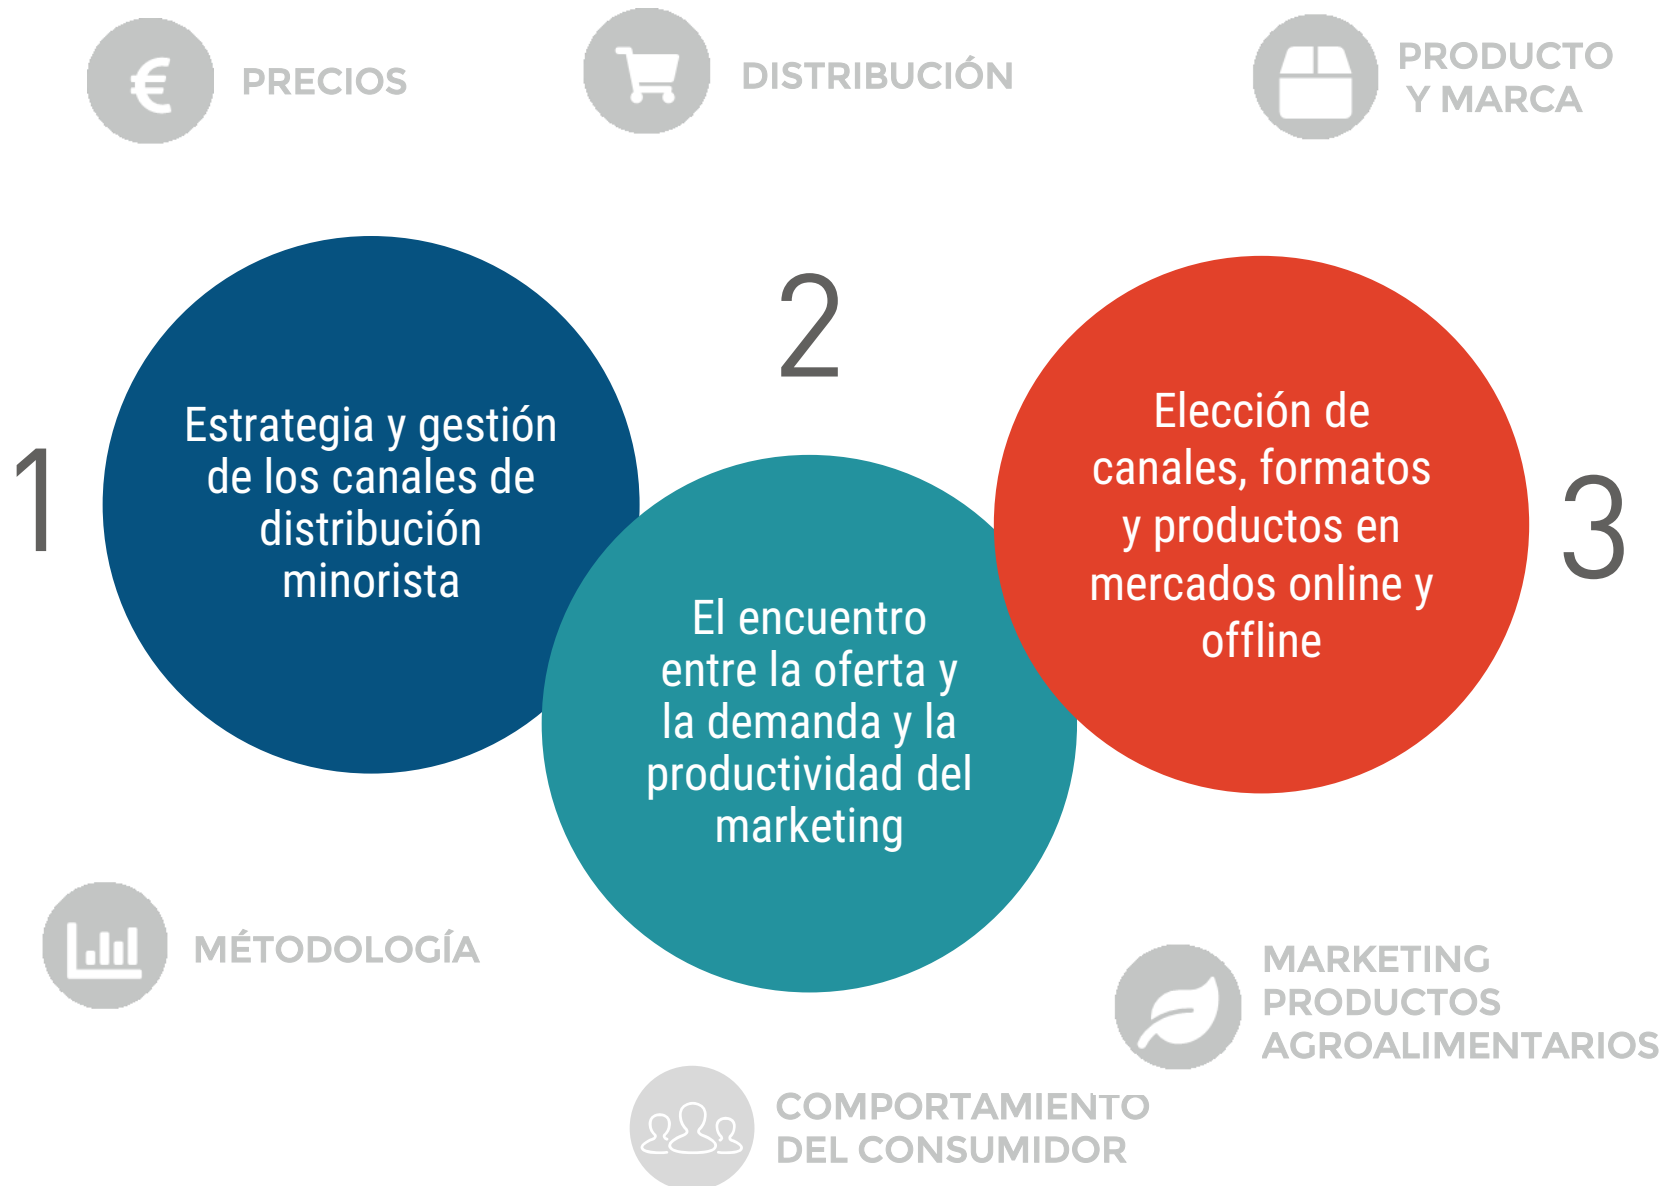 PRECIOS
DISTRIBUCIÓN
PRODUCTO
Y MARCA
1
Estrategia y gestión
de los canales de
distribución
minorista
2
El encuentro
entre la oferta y
la demanda y la
productividad del
marketing
Elección de
canales, formatos
y productos en
mercados online y
offline
3
MÉTODOLOGÍA
MARKETING
PRODUCTOS
AGROALIMENTARIOS
COMPORTAMIENTO
DEL CONSUMIDOR